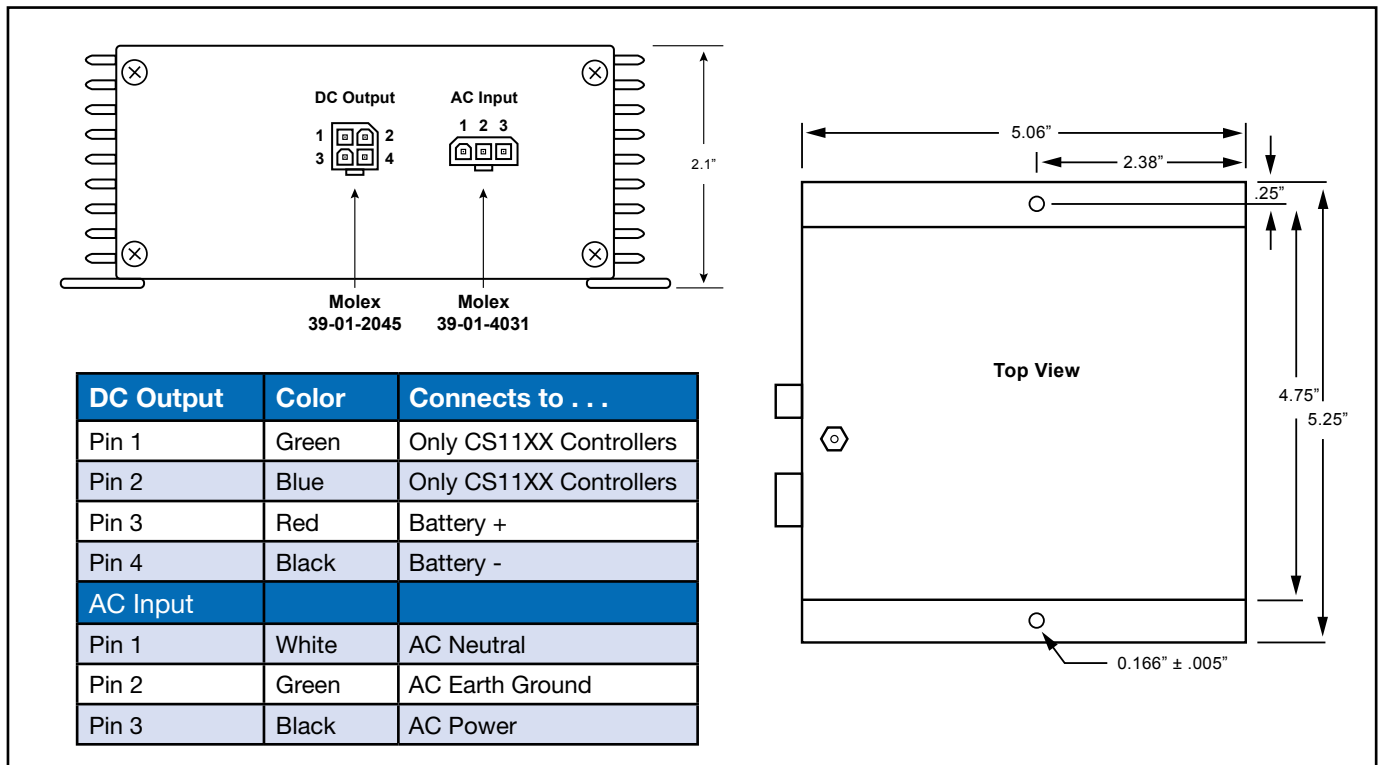 DC Output AC Input
1 2 3
1 2
3 4
2.1”
Molex Molex
39-01-2045 39-01-4031
DC Output Color Connects to . . .
Pin 1 Green Only CS11XX Controllers
Pin 2 Blue Only CS11XX Controllers
Pin 3 Red Battery +
Pin 4 Black Battery -
AC Input
Pin 1 White AC Neutral
Pin 2 Green AC Earth Ground
Pin 3 Black AC Power
5.06”
2.38”
.25”
Top View
4.75”
5.25”
0.166” ± .005”